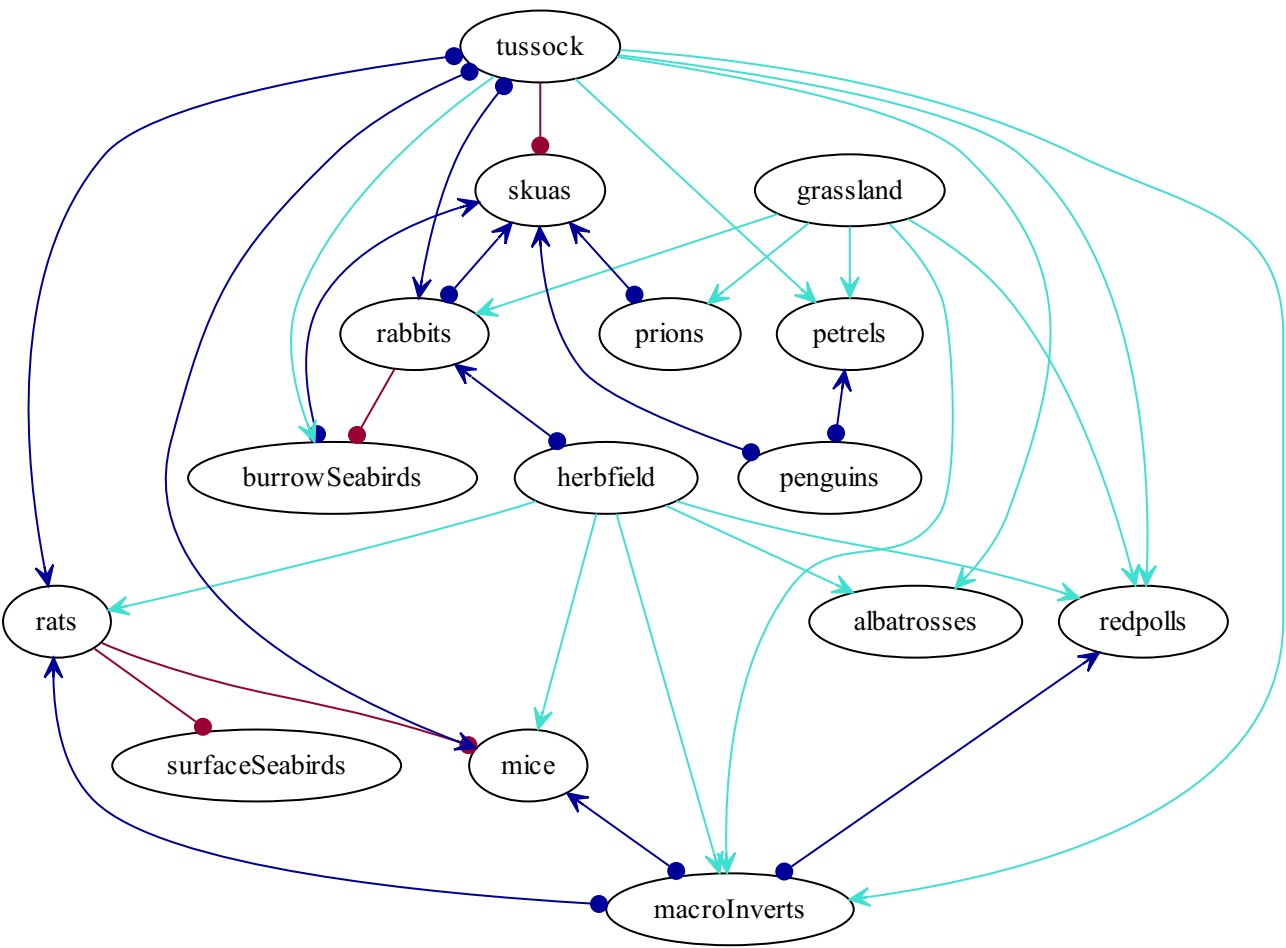 tussock
skuas
grassland
rabbits
prions
petrels
burrowSeabirds
herbfield
penguins
rats
albatrosses
redpolls
surfaceSeabirds
mice
macroInverts